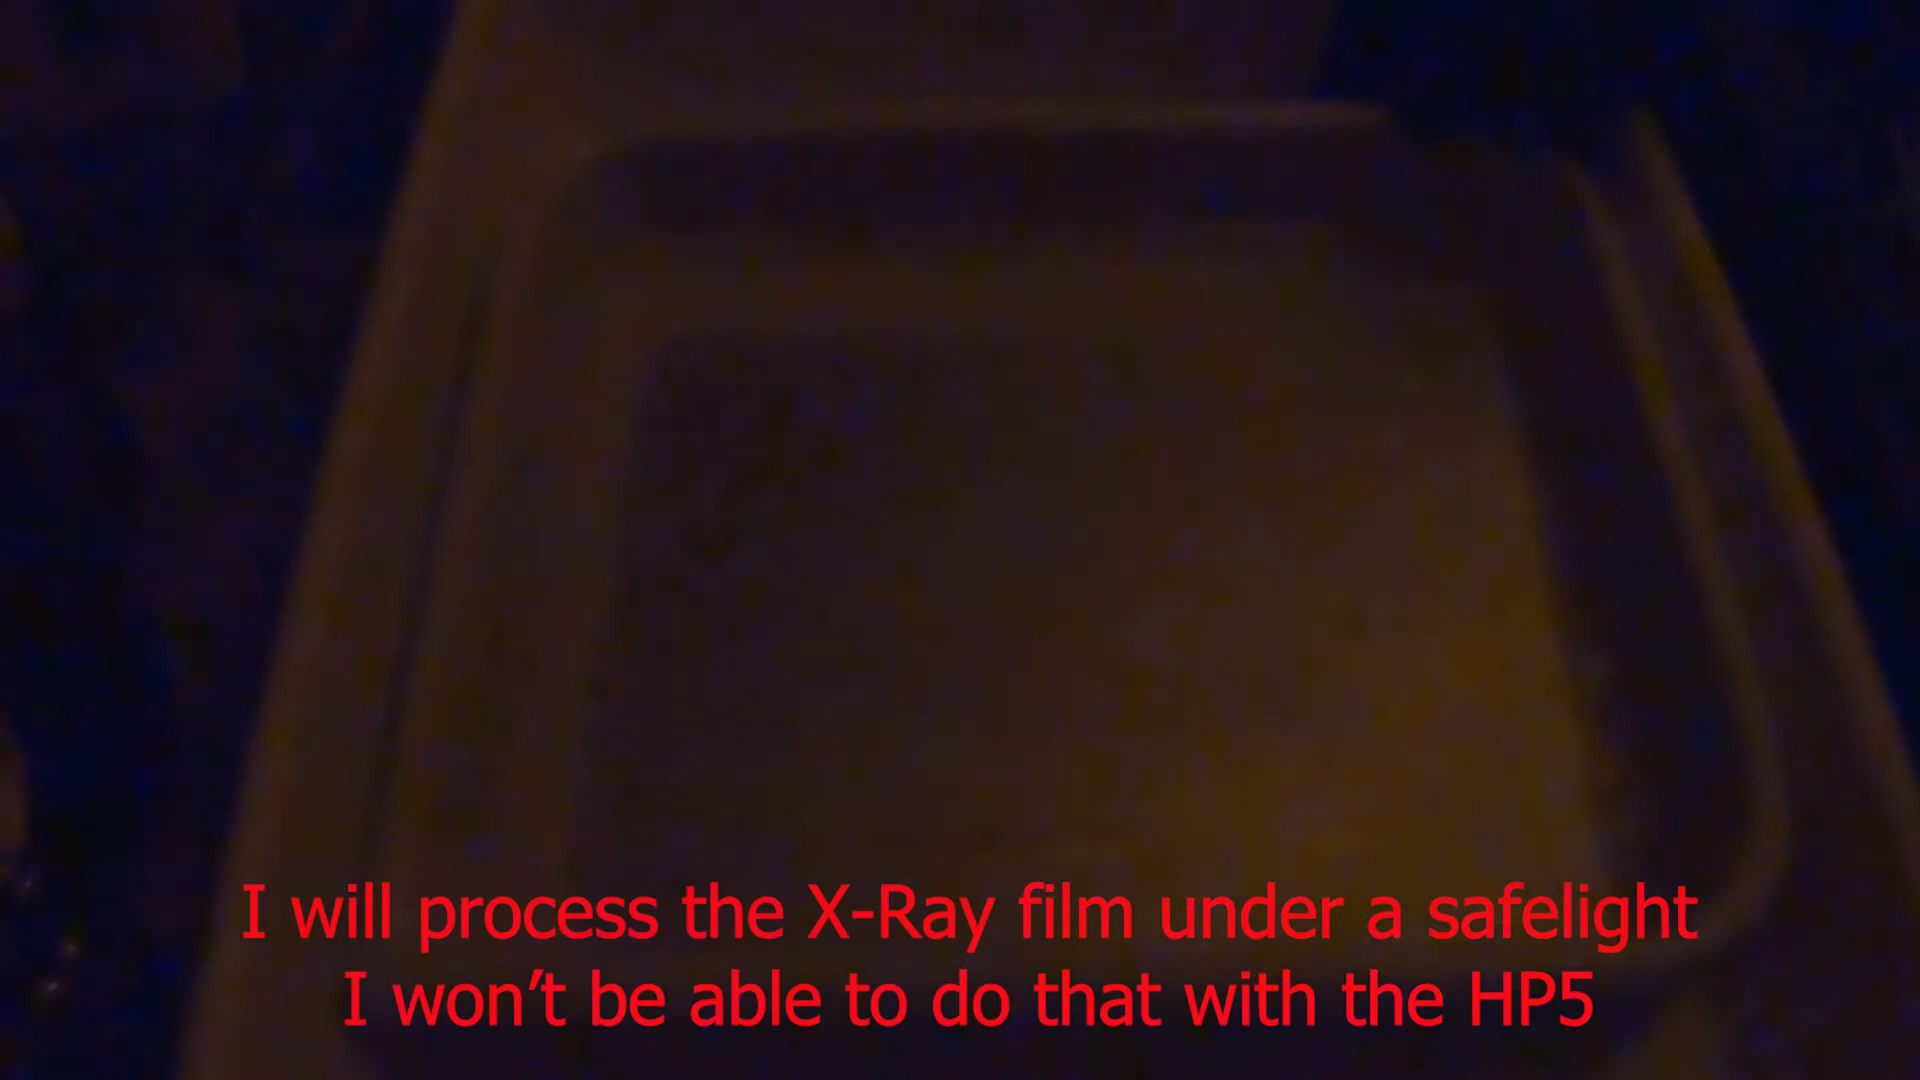 I will process the X-Ray film under a safelight
I won’t be able to do that with the HP5